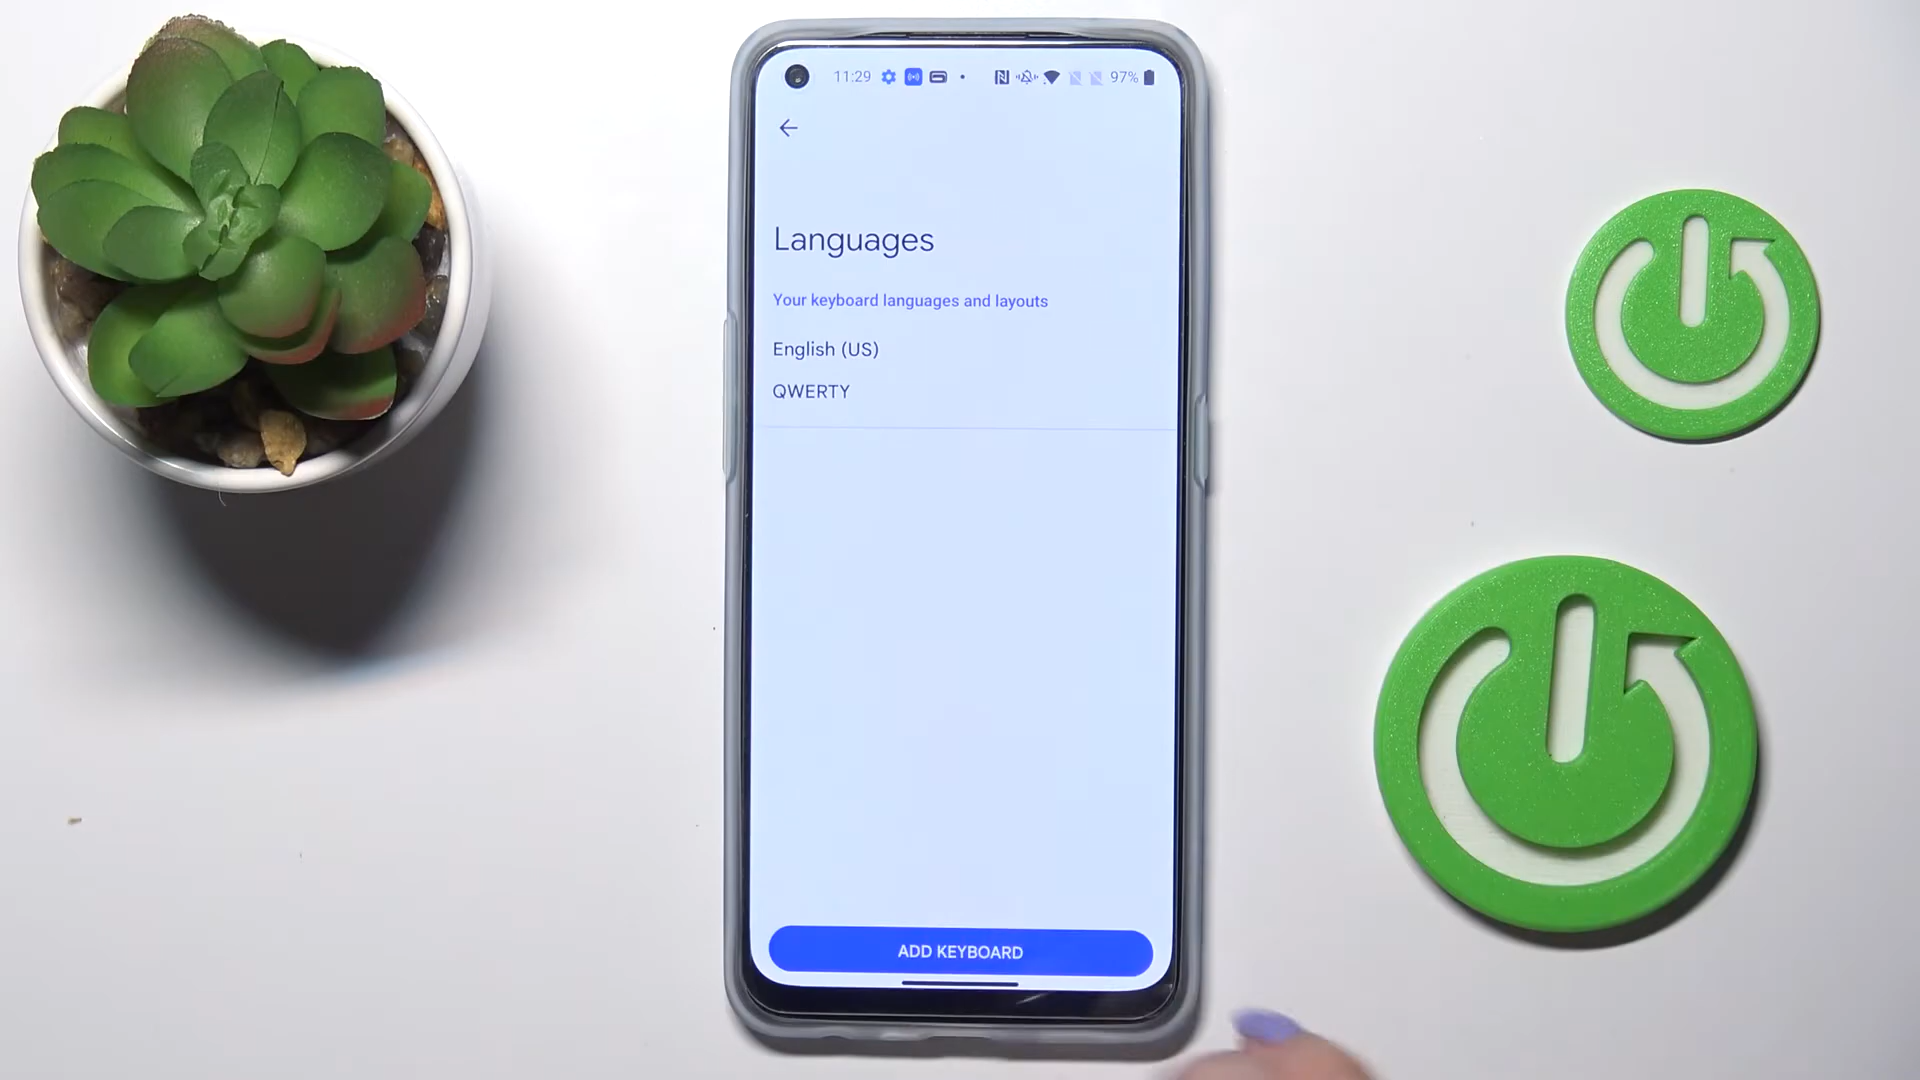 11:29 97%
Languages
Your keyboard languages and layouts
English (US)
QWERTY
ADD KEYBOARD